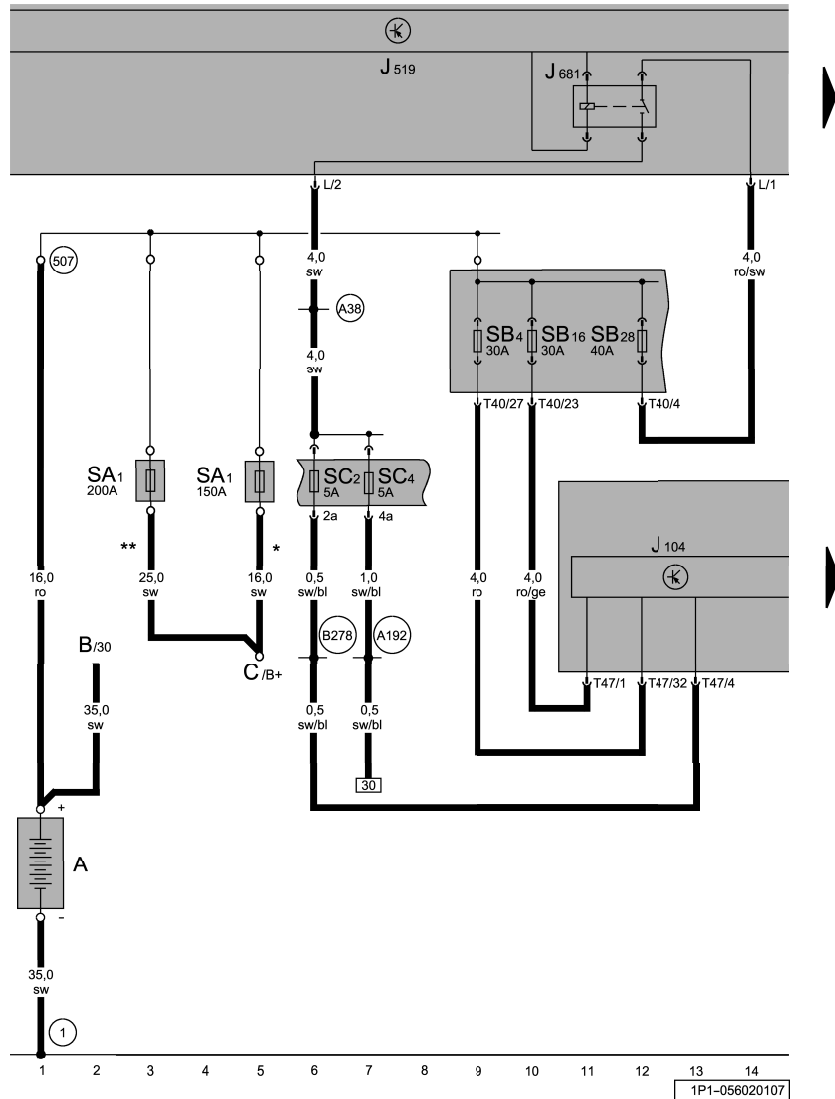 J 519
J 681
L/2
L/1
507
4,0
sw
4,0
ro/sw
A38
4,0
sw
SB4
30A
SB16
30A
SB28
40A
T40/27
T40/23
T40/4
SA1
200A
SA1
150A
SC2
5A
SC4
5A
2a
4a
**
*
J 104
16,0
ro
25,0
sw
16,0
sw
0,5
sw/bl
1,0
sw/bl
4,0
ro
4,0
ro/ge
B/30
B278
A192
C /B+
T47/1
T47/32
T47/4
35,0
sw
0,5
sw/bl
0,5
sw/bl
30
+
A
-
35,0
sw
1
1 2 3 4 5 6 7 8 9 10 11 12 13 14
1P1-056020107